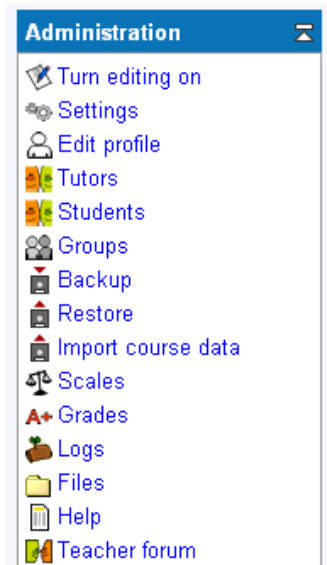 Administration
Turn editing on
Settings
Edit profile
Tutors
Students
Groups
Backup
Restore
Import course data
Scales
A+ Grades
Logs
Files
Help
Teacher forum